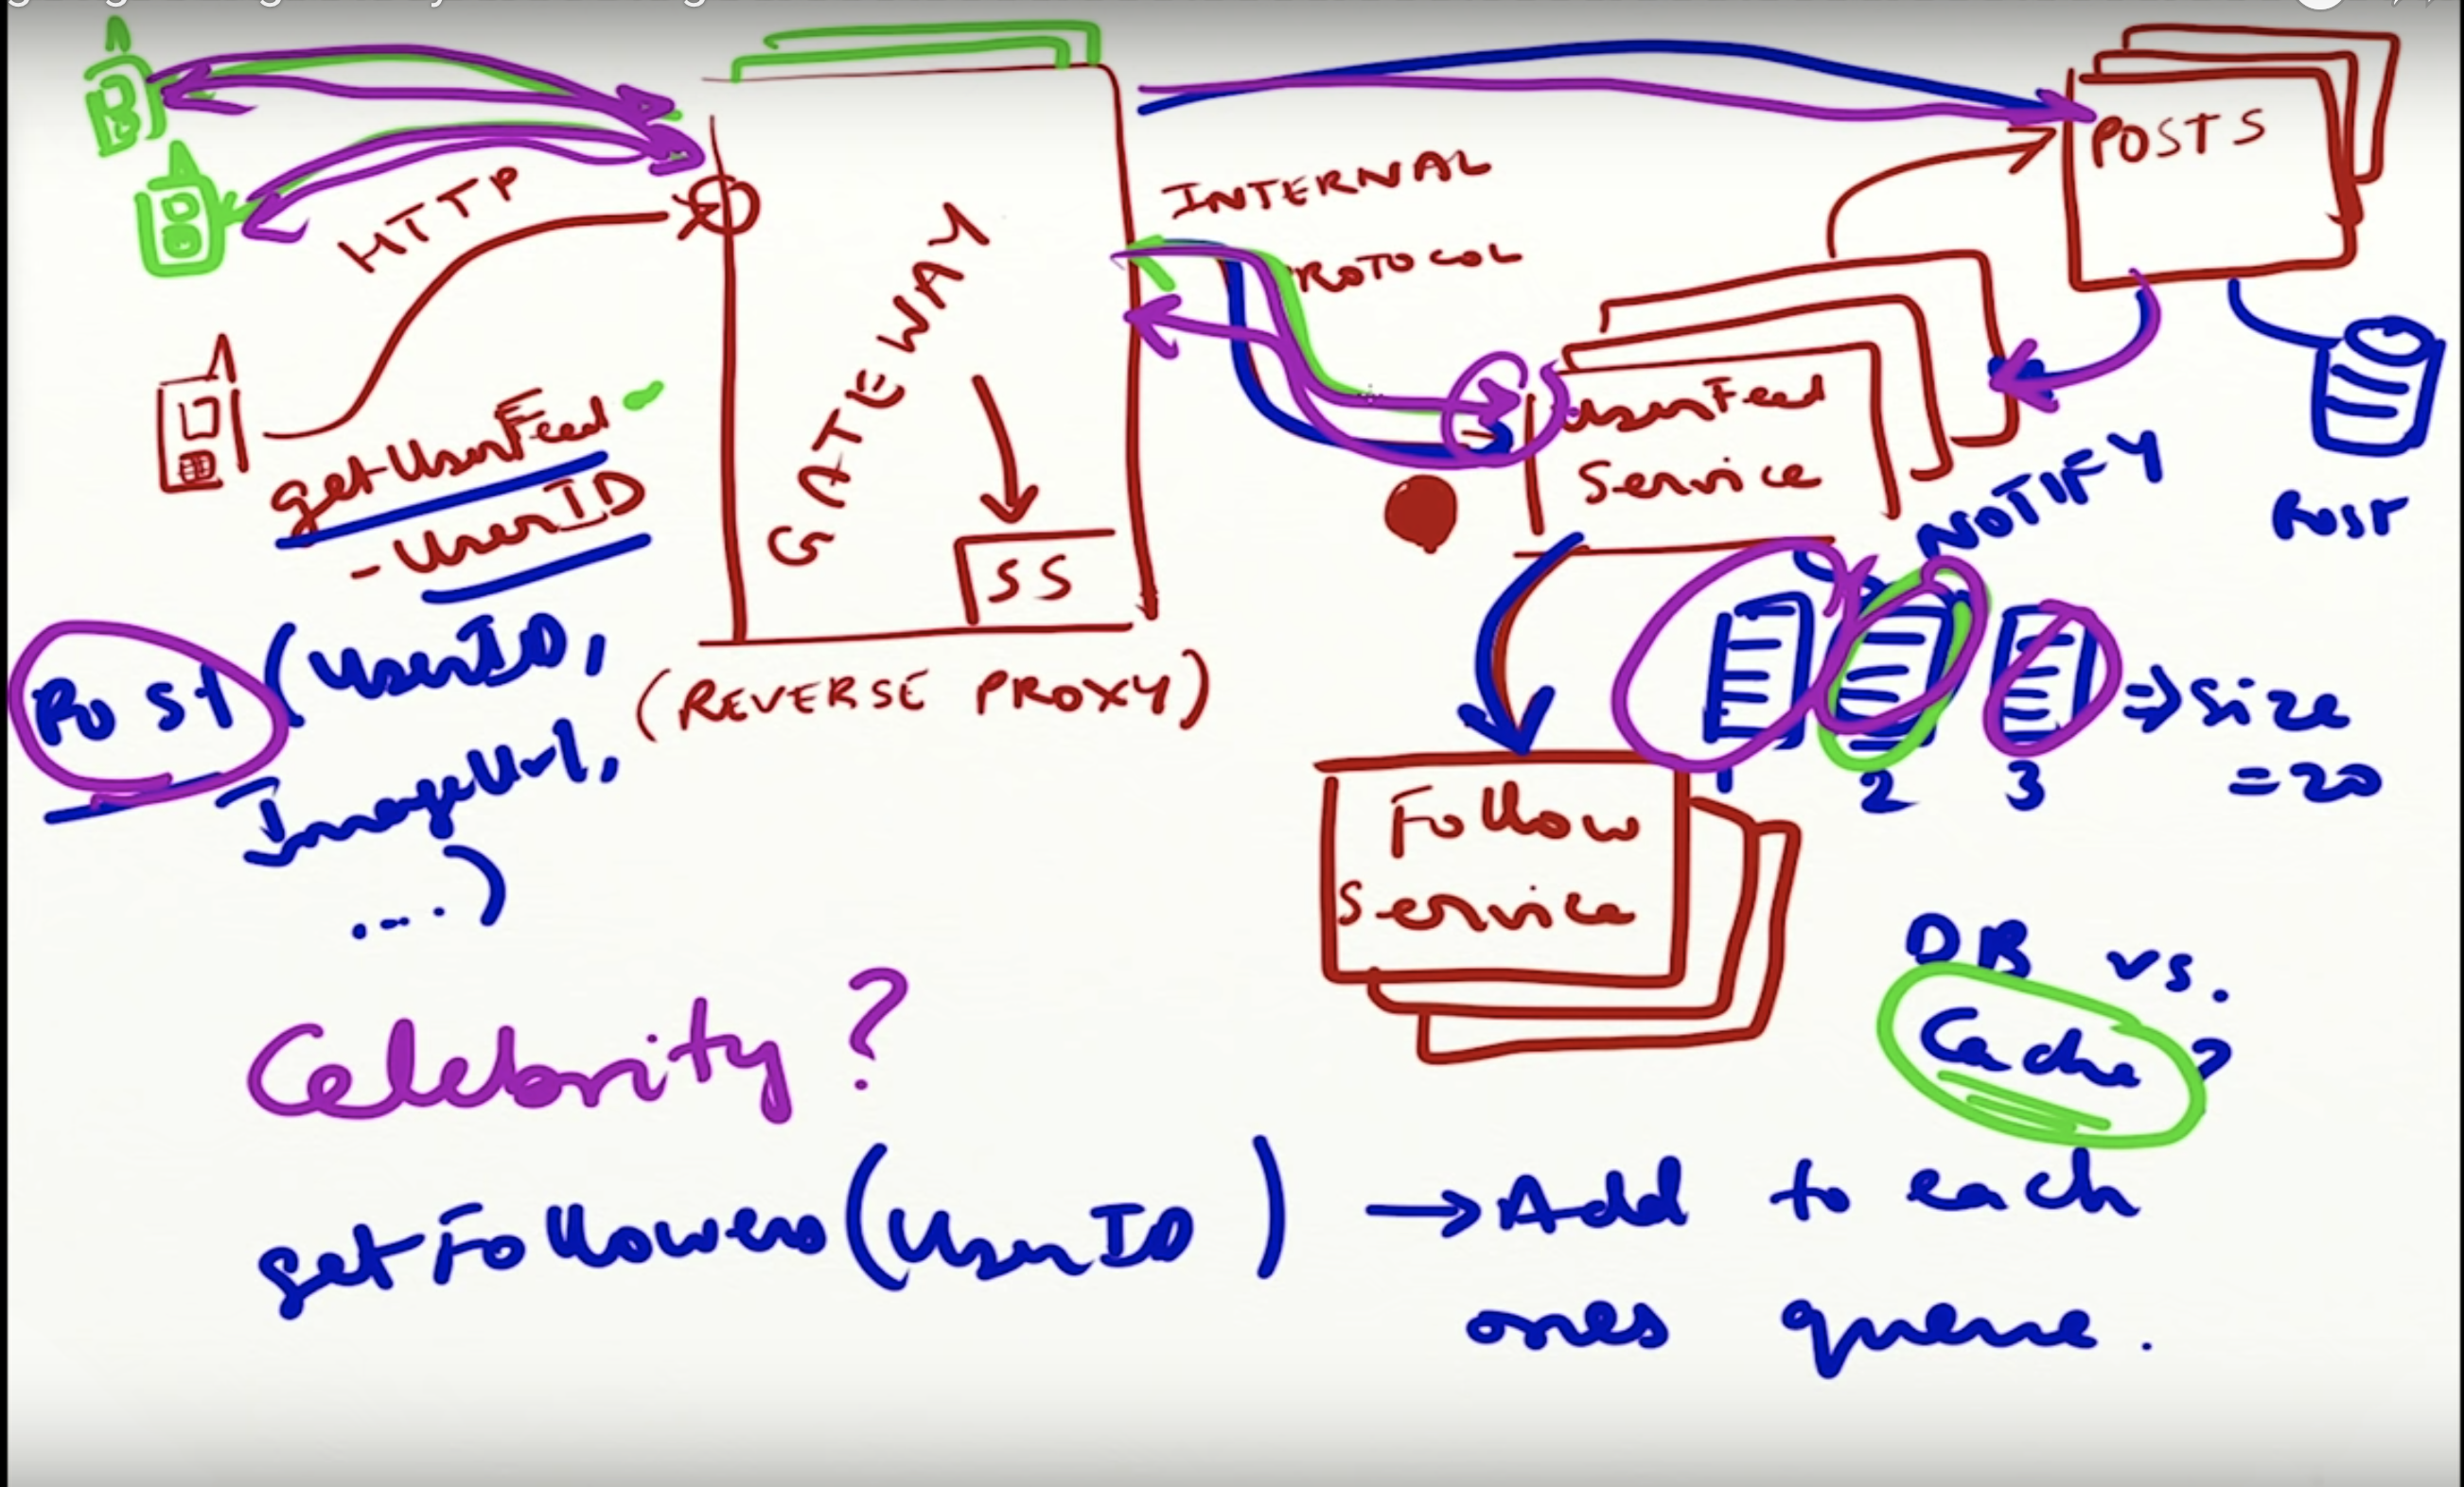 HTTP
getUserFeed
- UserID
Post (UserID,
ImageUrl,
....)
GATEWAY
SS
(REVERSE PROXY)
INTERNAL
PROTOCOL
POSTS
UserFeed
Service
NOTIFY
Post
1 2 3
⇒ Size
= 20
Follow
Service
DB vs.
Cache ?
Celebrity ?
getFollowers (UserID) → Add to each
ones queue.